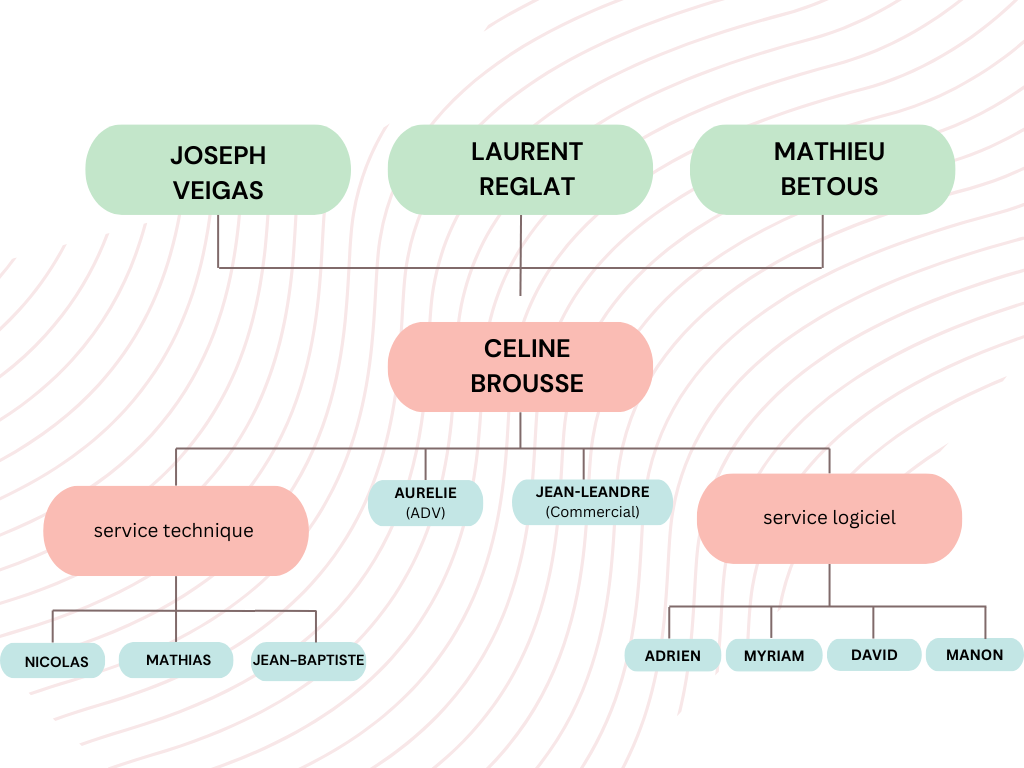 JOSEPH
VEIGAS
LAURENT
REGLAT
MATHIEU
BETOUS
CELINE
BROUSSE
service technique
AURELIE
(ADV)
JEAN-LEANDRE
(Commercial)
service logiciel
NICOLAS
MATHIAS
JEAN-BAPTISTE
ADRIEN
MYRIAM
DAVID
MANON